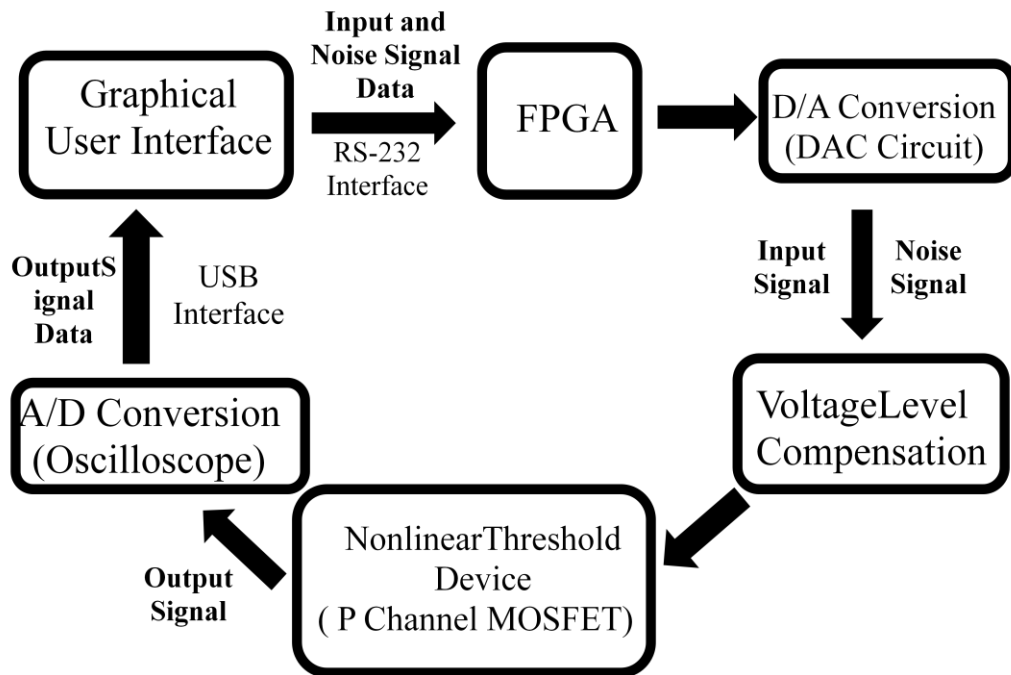 Graphical
User Interface
Input and
Noise Signal
Data
RS-232
Interface
FPGA
D/A Conversion
(DAC Circuit)
Input
Signal
Noise
Signal
VoltageLevel
Compensation
NonlinearThreshold
Device
( P Channel MOSFET)
Output
Signal
A/D Conversion
(Oscilloscope)
OutputS
ignal
Data
USB
Interface